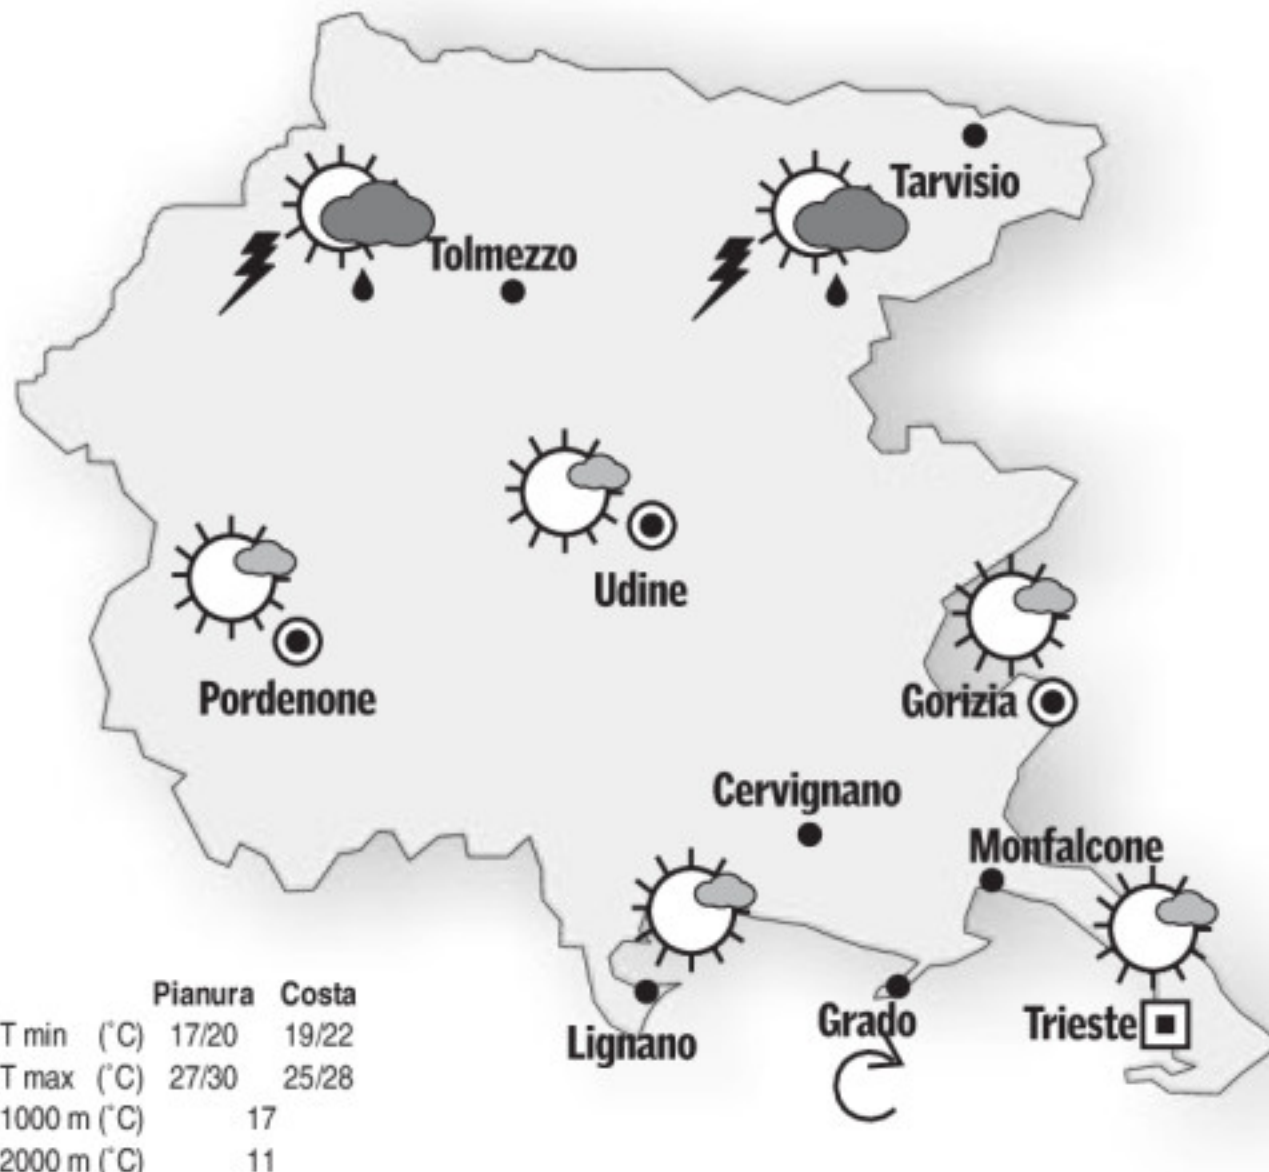 Tarvisio
Tolmezzo
Udine
Pordenone
Gorizia
Cervignano
Monfalcone
Lignano
Grado
Trieste
Pianura Costa
T min (°C) 17/20 19/22
T max (°C) 27/30 25/28
1000 m (°C) 17
2000 m (°C) 11